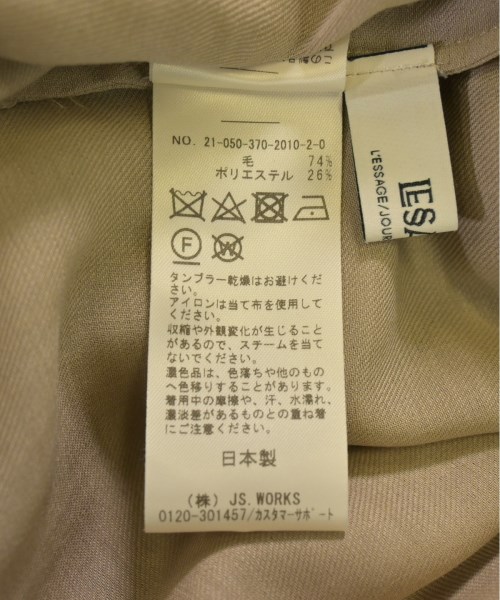 この製
NO. 21-050-370-2010-2-0
毛 74%
ポリエステル 26%
F
W
タンブラー乾燥はお避けくだ
さい。
アイロンは当て布を使用して
ください。
収縮や外観変化が生じること
があるので、スチームを当て
ないでください。
濃色品は、色落ちや他のもの
へ色移りすることがあります。
着用中の摩擦や、汗、水濡れ、
濃淡差があるものとの重ね着
にご注意ください。
日本製
(株) JS.WORKS
0120-301457/カスタマーサポート
LESA
L'ESSAGE/JOUR